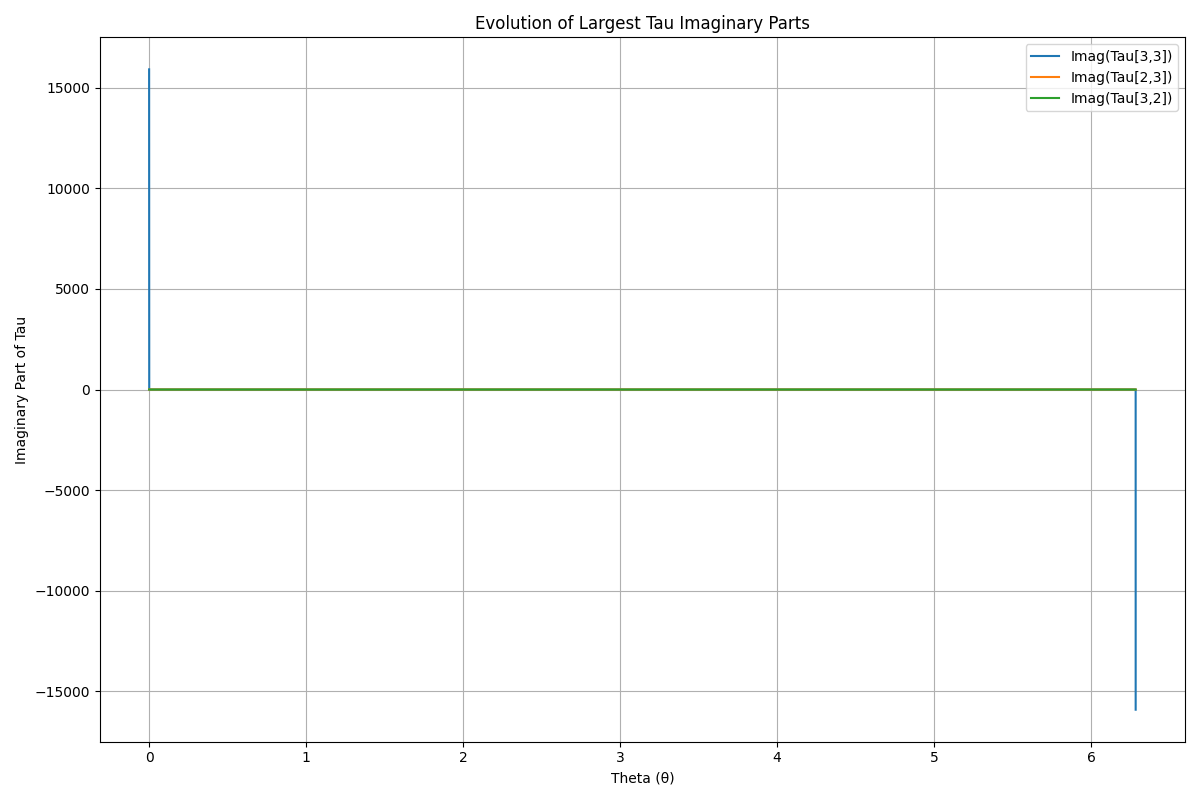 Evolution of Largest Tau Imaginary Parts
Imag(Tau[3,3])
Imag(Tau[2,3])
Imag(Tau[3,2])
15000
10000
5000
0
−5000
−10000
−15000
Imaginary Part of Tau
0 1 2 3 4 5 6
Theta (θ)